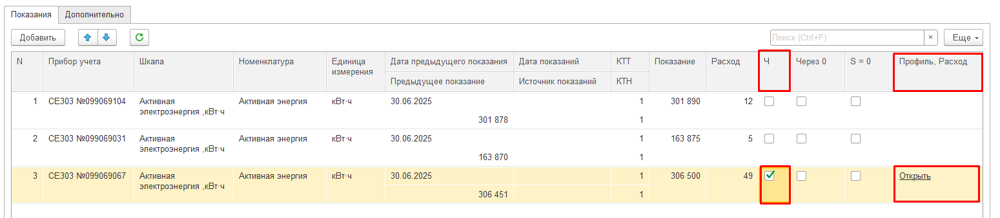 Показания Дополнительно
Добавить Поиск (Ctrl+F) × Еще
N Прибор учета Шкала Номенклатура Единица измерения Дата предыдущего показания Дата показаний КТТ Показание Расход Ч Через 0 S = 0 Профиль, Расход
Предыдущее показание Источник показаний КТН
1 СЕ303 №099069104 Активная Активная энергия кВт·ч 30.06.2025 1 301 890 12
электроэнергия ,кВт·ч
301 878 1
2 СЕ303 №099069031 Активная Активная энергия кВт·ч 30.06.2025 1 163 875 5
электроэнергия ,кВт·ч
163 870 1
3 СЕ303 №099069067 Активная Активная энергия кВт·ч 30.06.2025 1 306 500 49 Открыть
электроэнергия ,кВт·ч
306 451 1